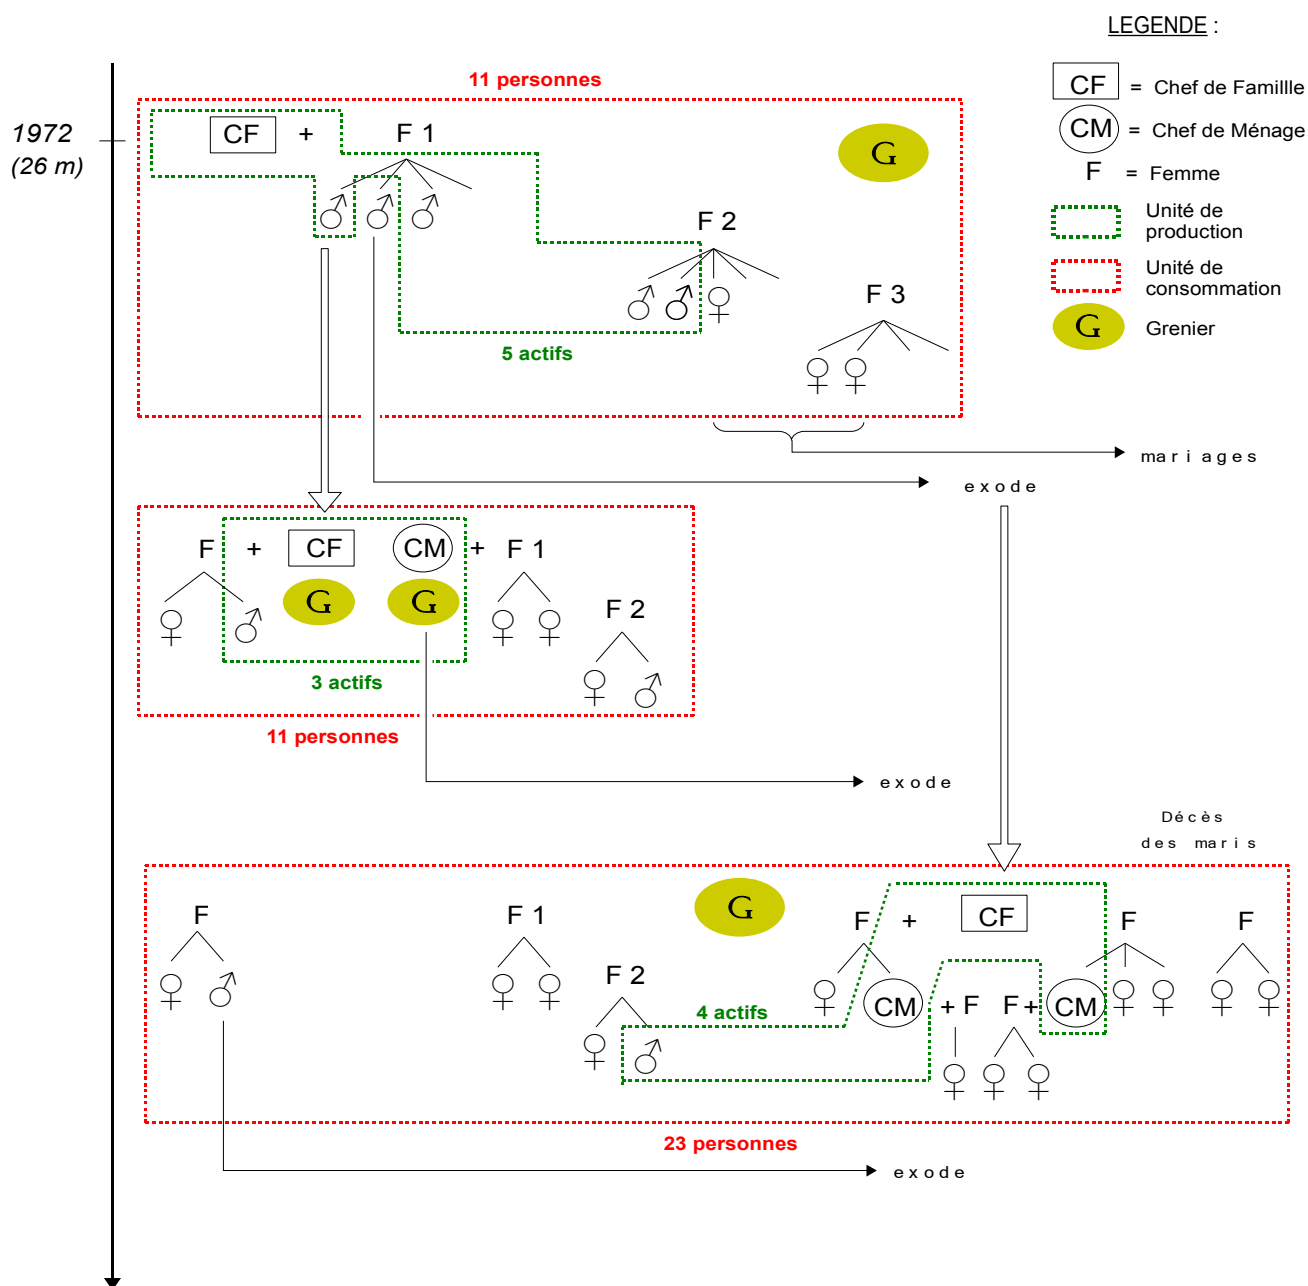 LEGENDE :
CF = Chef de Famillle
CM = Chef de Ménage
F = Femme
Unité de
production
Unité de
consommation
G Grenier
11 personnes
1972
(26 m)
CF + F 1
G
F 2
F 3
5 actifs
mariages
exode
F + CF CM + F 1
G G
F 2
3 actifs
11 personnes
exode
Décès
des maris
G
F F 1 F + CF F F
F 2
4 actifs
CM + F F + CM
23 personnes
exode